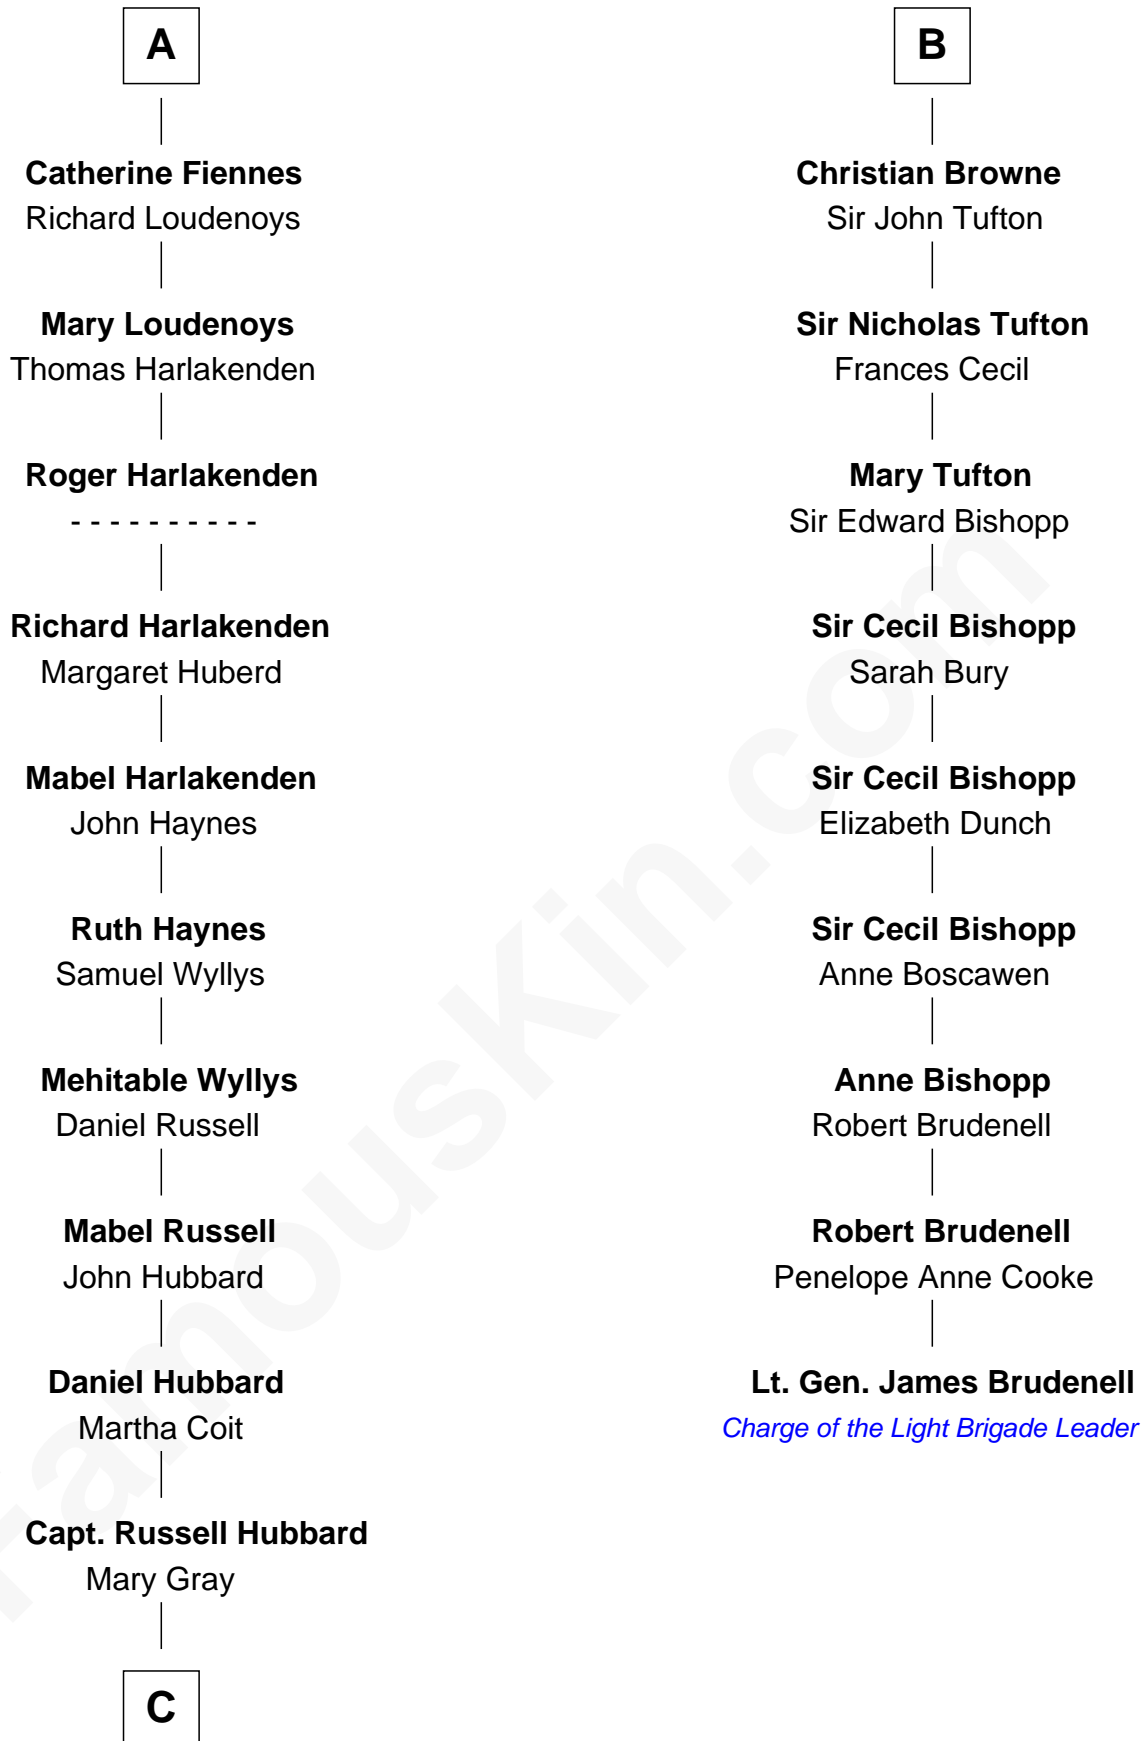 A
Catherine Fiennes
Richard Loudenoys
Mary Loudenoys
Thomas Harlakenden
Roger Harlakenden
- - - - - - - - - -
Richard Harlakenden
Margaret Huberd
Mabel Harlakenden
John Haynes
Ruth Haynes
Samuel Wyllys
Mehitable Wyllys
Daniel Russell
Mabel Russell
John Hubbard
Daniel Hubbard
Martha Coit
Capt. Russell Hubbard
Mary Gray
C
B
Christian Browne
Sir John Tufton
Sir Nicholas Tufton
Frances Cecil
Mary Tufton
Sir Edward Bishopp
Sir Cecil Bishopp
Sarah Bury
Sir Cecil Bishopp
Elizabeth Dunch
Sir Cecil Bishopp
Anne Boscawen
Anne Bishopp
Robert Brudenell
Robert Brudenell
Penelope Anne Cooke
Lt. Gen. James Brudenell
Charge of the Light Brigade Leader
FamousKin.com